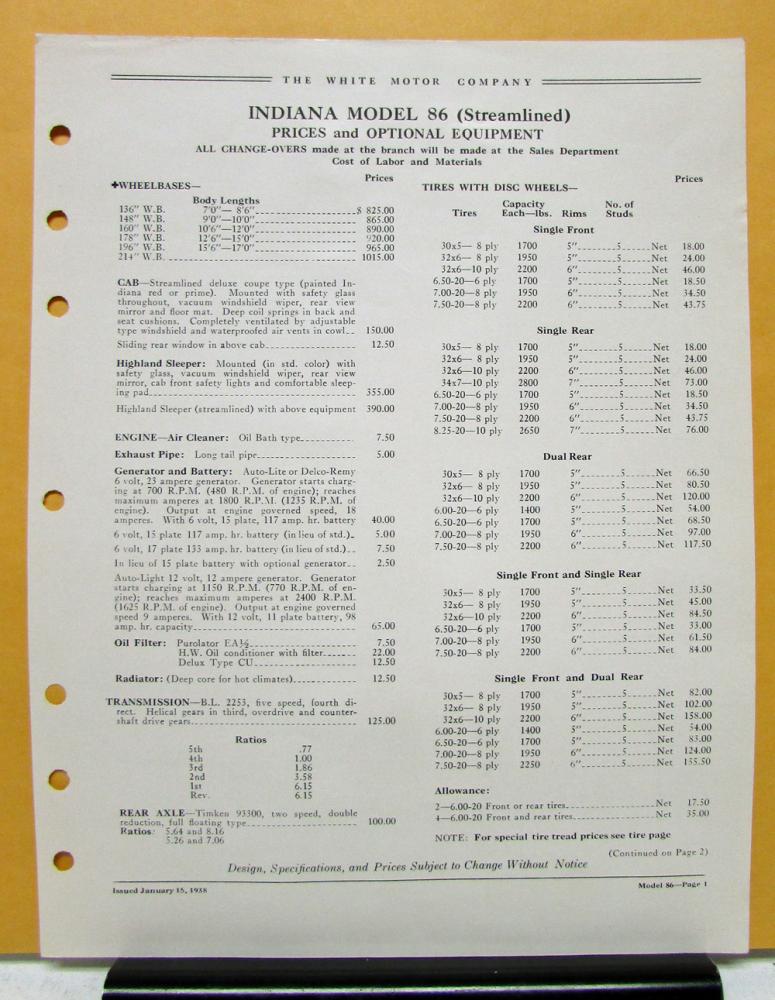 THE WHITE MOTOR COMPANY
INDIANA MODEL 86 (Streamlined)
PRICES and OPTIONAL EQUIPMENT
ALL CHANGE-OVERS made at the branch will be made at the Sales Department
Cost of Labor and Materials
Prices
✚WHEELBASES—
Body Lengths
136" W.B. 7'0"— 8'6" $ 825.00
148" W.B. 9'0"—10'0" 865.00
160" W.B. 10'6"—12'0" 890.00
178" W.B. 12'6"—15'0" 920.00
196" W.B. 15'6"—17'0" 965.00
214" W.B. 1015.00
CAB—Streamlined deluxe coupe type (painted In-
diana red or prime). Mounted with safety glass
throughout, vacuum windshield wiper, rear view
mirror and floor mat. Deep coil springs in back and
seat cushions. Completely ventilated by adjustable
type windshield and waterproofed air vents in cowl 150.00
Sliding rear window in above cab 12.50
Highland Sleeper: Mounted (in std. color) with
safety glass, vacuum windshield wiper, rear view
mirror, cab front safety lights and comfortable sleep-
ing pad 355.00
Highland Sleeper (streamlined) with above equipment 390.00
ENGINE—Air Cleaner: Oil Bath type 7.50
Exhaust Pipe: Long tail pipe 5.00
Generator and Battery: Auto-Lite or Delco-Remy
6 volt, 23 ampere generator. Generator starts charg-
ing at 700 R.P.M. (480 R.P.M. of engine); reaches
maximum amperes at 1800 R.P.M. (1235 R.P.M. of
engine). Output at engine governed speed, 18
amperes. With 6 volt, 15 plate, 117 amp. hr. battery 40.00
6 volt, 15 plate 117 amp. hr. battery (in lieu of std.) 5.00
6 volt, 17 plate 133 amp. hr. battery (in lieu of std.) 7.50
In lieu of 15 plate battery with optional generator 2.50
Auto-Light 12 volt, 12 ampere generator. Generator
starts charging at 1150 R.P.M. (770 R.P.M. of en-
gine); reaches maximum amperes at 2400 R.P.M.
(1625 R.P.M. of engine). Output at engine governed
speed 9 amperes. With 12 volt, 11 plate battery, 98
amp. hr. capacity 65.00
Oil Filter: Purolator EA3½ 7.50
H.W. Oil conditioner with filter 22.00
Delux Type CU 12.50
Radiator: (Deep core for hot climates) 12.50
TRANSMISSION—B.L. 2253, five speed, fourth di-
rect. Helical gears in third, overdrive and counter-
shaft drive gears 125.00
Ratios
5th .77
4th 1.00
3rd 1.86
2nd 3.58
1st 6.15
Rev. 6.15
REAR AXLE—Timken 93300, two speed, double
reduction, full floating type 100.00
Ratios: 5.64 and 8.16
5.26 and 7.06
Prices
TIRES WITH DISC WHEELS—
Capacity No. of
Tires Each—lbs. Rims Studs
Single Front
30x5— 8 ply 1700 5" 5 Net 18.00
32x6— 8 ply 1950 5" 5 Net 24.00
32x6—10 ply 2200 6" 5 Net 46.00
6.50-20—6 ply 1700 5" 5 Net 18.50
7.00-20—8 ply 1950 6" 5 Net 34.50
7.50-20—8 ply 2200 6" 5 Net 43.75
Single Rear
30x5— 8 ply 1700 5" 5 Net 18.00
32x6— 8 ply 1950 5" 5 Net 24.00
32x6—10 ply 2200 6" 5 Net 46.00
34x7—10 ply 2800 7" 5 Net 73.00
6.50-20—6 ply 1700 5" 5 Net 18.50
7.00-20—8 ply 1950 6" 5 Net 34.50
7.50-20—8 ply 2200 6" 5 Net 43.75
8.25-20—10 ply 2650 7" 5 Net 76.00
Dual Rear
30x5— 8 ply 1700 5" 5 Net 66.50
32x6— 8 ply 1950 5" 5 Net 80.50
32x6—10 ply 2200 6" 5 Net 120.00
6.00-20—6 ply 1400 5" 5 Net 54.00
6.50-20—6 ply 1700 5" 5 Net 68.50
7.00-20—8 ply 1950 6" 5 Net 97.00
7.50-20—8 ply 2200 6" 5 Net 117.50
Single Front and Single Rear
30x5— 8 ply 1700 5" 5 Net 33.50
32x6— 8 ply 1950 5" 5 Net 45.00
32x6—10 ply 2200 6" 5 Net 84.50
6.50-20—6 ply 1700 5" 5 Net 33.00
7.00-20—8 ply 1950 6" 5 Net 61.50
7.50-20—8 ply 2200 6" 5 Net 84.00
Single Front and Dual Rear
30x5— 8 ply 1700 5" 5 Net 82.00
32x6— 8 ply 1950 5" 5 Net 102.00
32x6—10 ply 2200 6" 5 Net 158.00
6.00-20—6 ply 1400 5" 5 Net 54.00
6.50-20—6 ply 1700 5" 5 Net 83.00
7.00-20—8 ply 1950 6" 5 Net 124.00
7.50-20—8 ply 2250 6" 5 Net 155.50
Allowance:
2—6.00-20 Front or rear tires Net 17.50
4—6.00-20 Front and rear tires Net 35.00
NOTE: For special tire tread prices see tire page
(Continued on Page 2)
Design, Specifications, and Prices Subject to Change Without Notice
Issued January 15, 1938
Model 86—Page 1